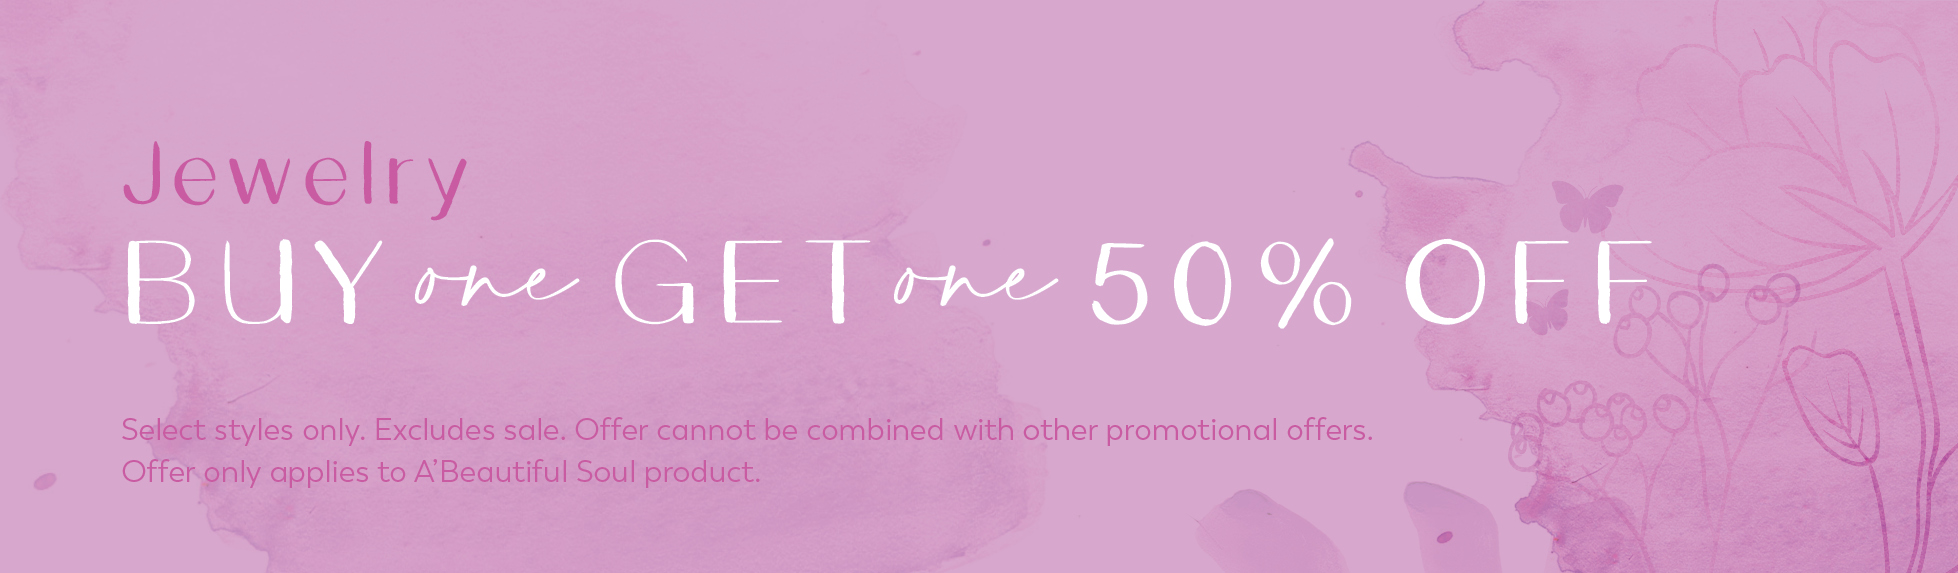 Jewelry
BUY one GET one 50% OFF
Select styles only. Excludes sale. Offer cannot be combined with other promotional offers.
Offer only applies to A’Beautiful Soul product.